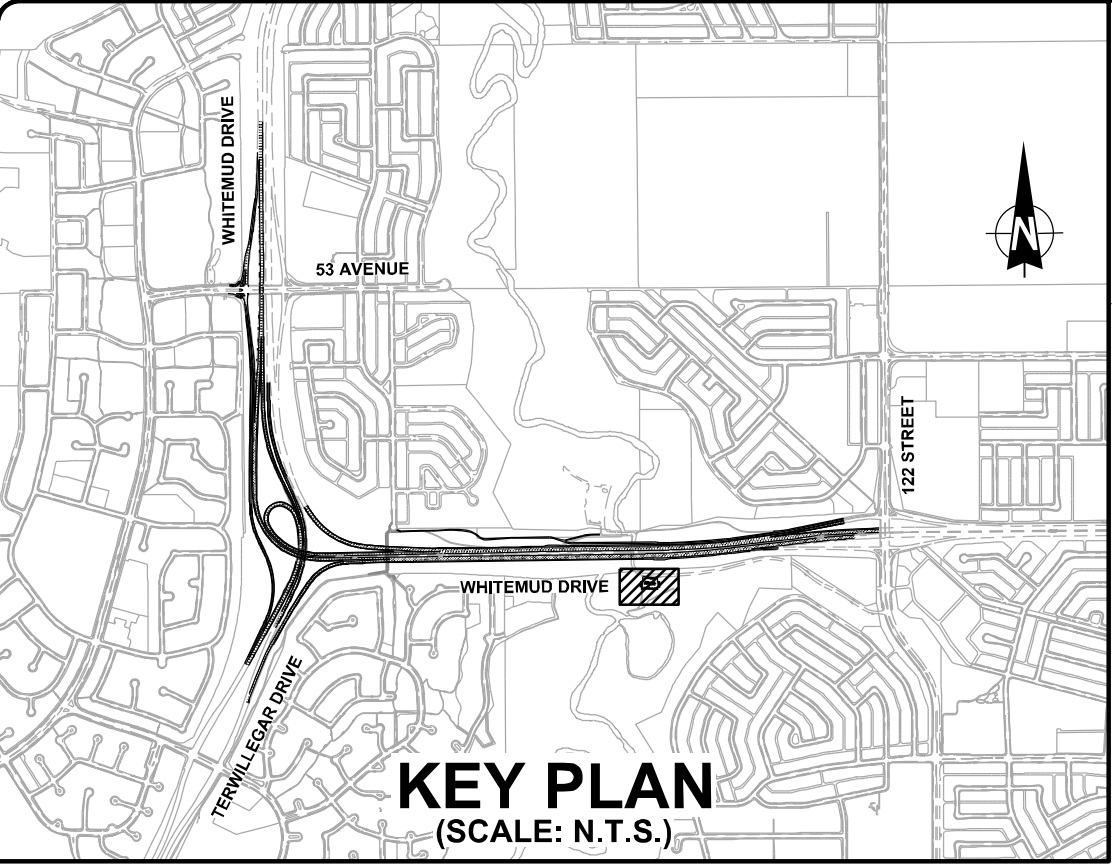 WHITEMUD DRIVE
N
53 AVENUE
122 STREET
WHITEMUD DRIVE
TERWILLEGAR DRIVE
KEY PLAN
(SCALE: N.T.S.)